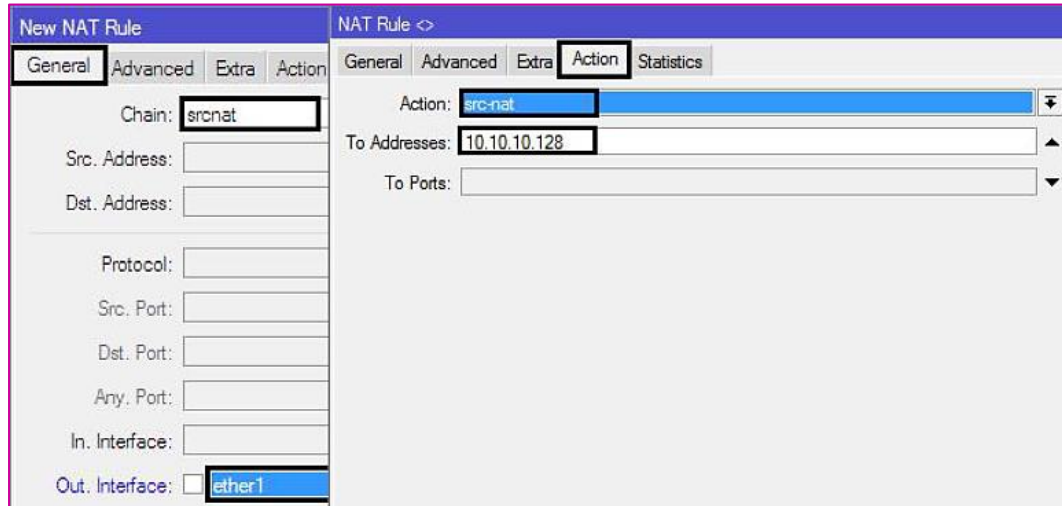 New NAT Rule
General Advanced Extra Action
Chain: srcnat
Src. Address:
Dst. Address:
Protocol:
Src. Port:
Dst. Port:
Any. Port:
In. Interface:
Out. Interface: ether1
NAT Rule <>
General Advanced Extra Action Statistics
Action: src-nat
To Addresses: 10.10.10.128
To Ports: